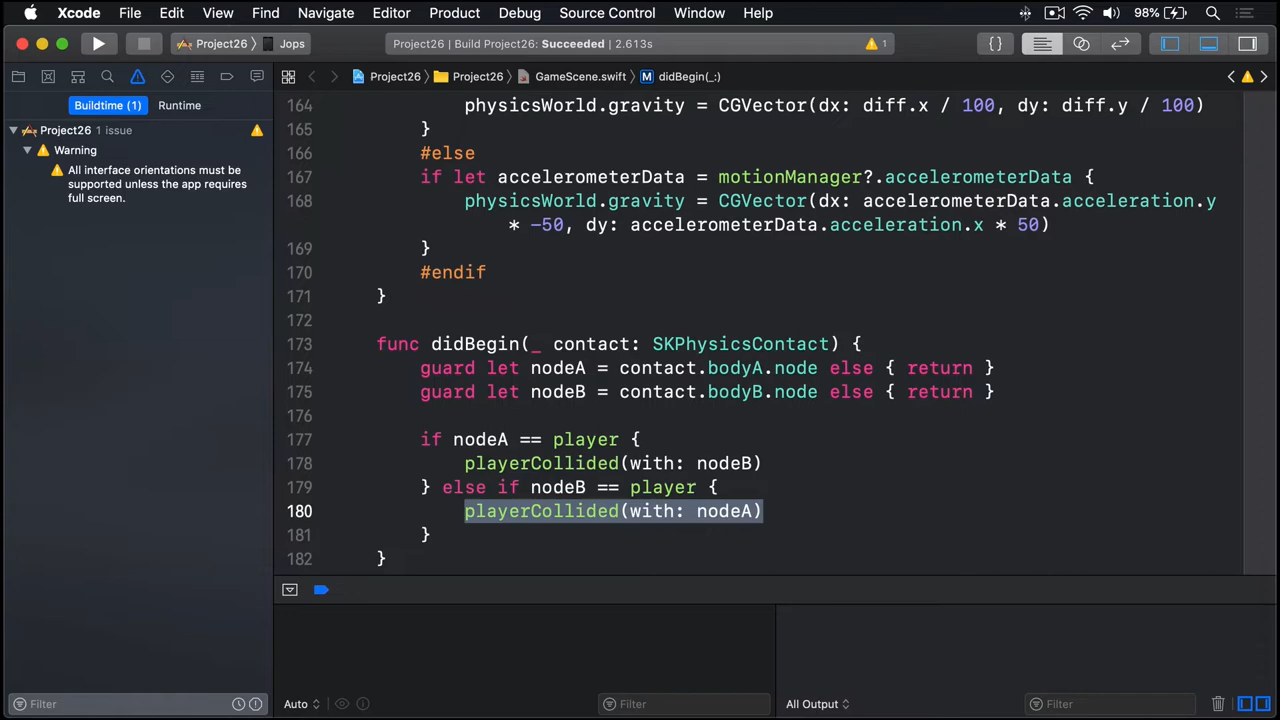 Xcode File Edit View Find Navigate Editor Product Debug Source Control Window Help 98%
Project26 Jops Project26 | Build Project26: Succeeded | 2.613s 1
Project26 Project26 GameScene.swift M didBegin(_:)
Buildtime (1) Runtime
Project26 1 issue
Warning
All interface orientations must be
supported unless the app requires
full screen.
164 physicsWorld.gravity = CGVector(dx: diff.x / 100, dy: diff.y / 100)
165 }
166 #else
167 if let accelerometerData = motionManager?.accelerometerData {
168 physicsWorld.gravity = CGVector(dx: accelerometerData.acceleration.y
* -50, dy: accelerometerData.acceleration.x * 50)
169 }
170 #endif
171 }
172
173 func didBegin(_ contact: SKPhysicsContact) {
174 guard let nodeA = contact.bodyA.node else { return }
175 guard let nodeB = contact.bodyB.node else { return }
176
177 if nodeA == player {
178 playerCollided(with: nodeB)
179 } else if nodeB == player {
180 playerCollided(with: nodeA)
181 }
182 }
Filter Auto Filter All Output Filter